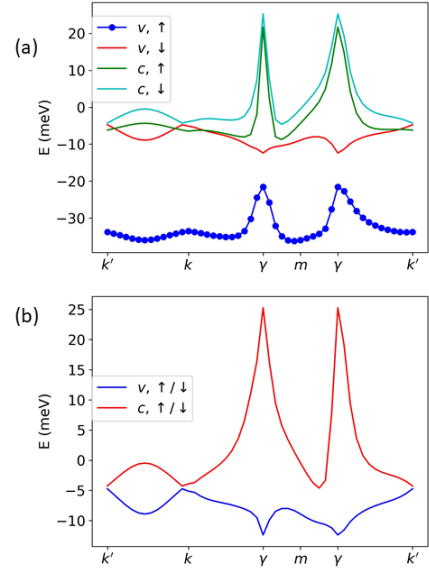 (a)
E (meV)
20
10
0
−10
−20
−30
v, ↑
v, ↓
c, ↑
c, ↓
k′ k γ m γ k′
(b)
E (meV)
25
20
15
10
5
0
−5
−10
v, ↑/↓
c, ↑/↓
k′ k γ m γ k′